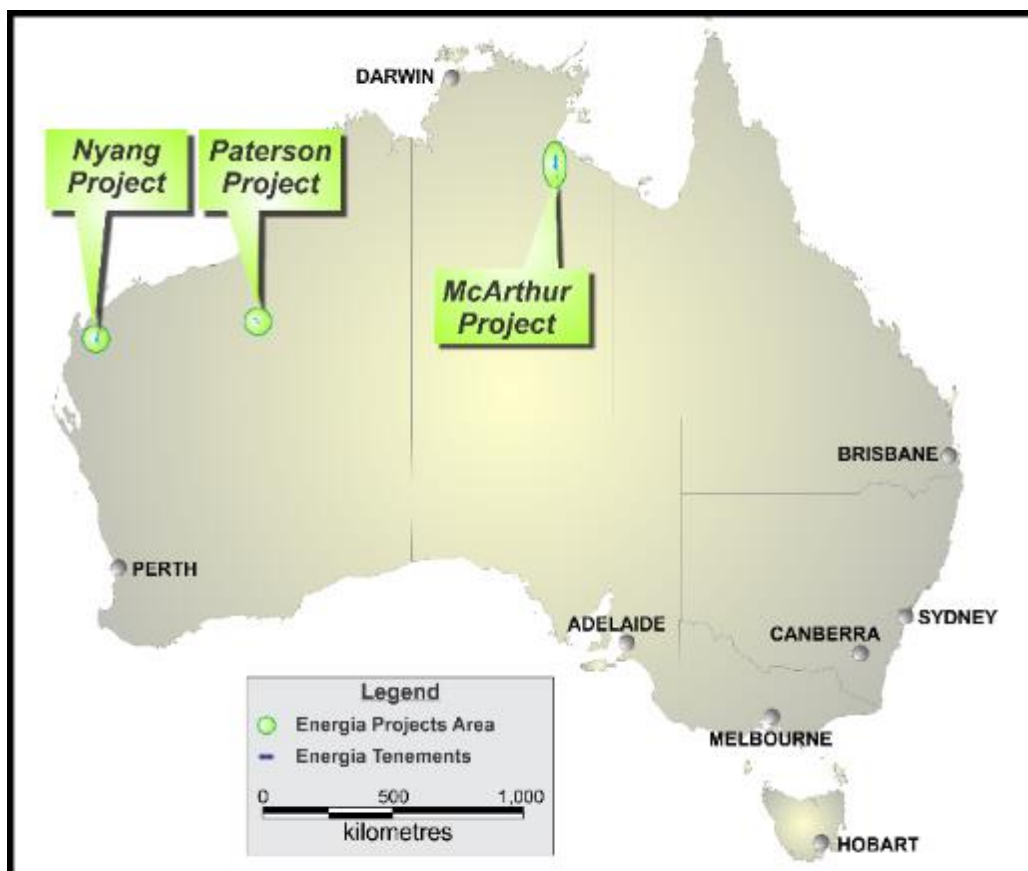 DARWIN
Nyang
Project
Paterson
Project
McArthur
Project
BRISBANE
PERTH
ADELAIDE
SYDNEY
CANBERRA
MELBOURNE
HOBART
Legend
Energia Projects Area
Energia Tenements
0 500 1,000
kilometres